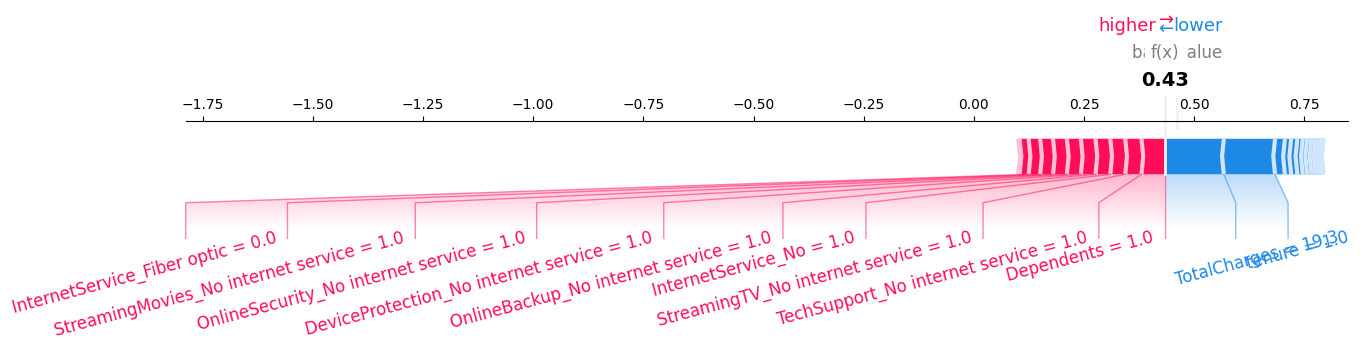 higher ⇄ lower
f(x) alue
0.43
−1.75 −1.50 −1.25 −1.00 −0.75 −0.50 −0.25 0.00 0.25 0.50 0.75
InternetService_Fiber optic = 0.0
StreamingMovies_No internet service = 1.0
OnlineSecurity_No internet service = 1.0
DeviceProtection_No internet service = 1.0
OnlineBackup_No internet service = 1.0
InternetService_No = 1.0
StreamingTV_No internet service = 1.0
TechSupport_No internet service = 1.0
Dependents = 1.0
TotalCharges = 19.30
tenure = 1.0